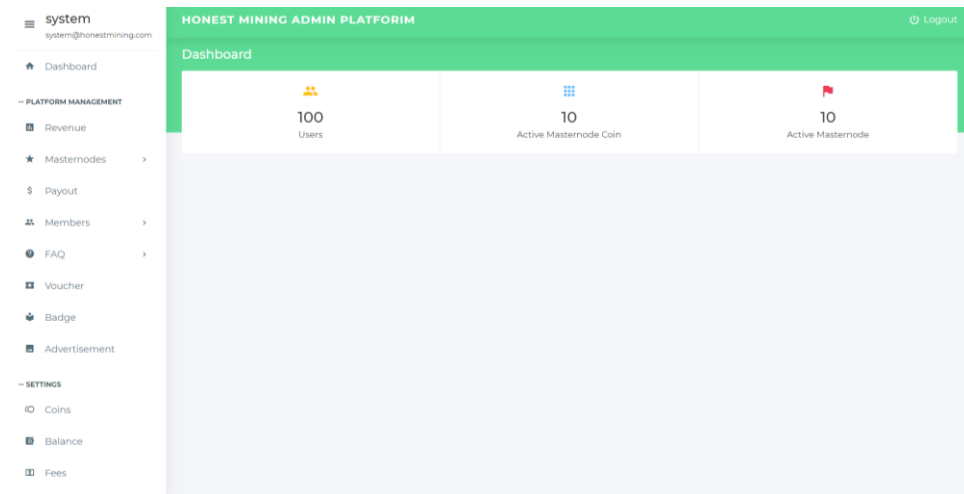 system
system@honestmining.com
Dashboard
-- PLATFORM MANAGEMENT
Revenue
Masternodes
Payout
Members
FAQ
Voucher
Badge
Advertisement
-- SETTINGS
Coins
Balance
Fees
HONEST MINING ADMIN PLATFORIM
Logout
Dashboard
100
Users
10
Active Masternode Coin
10
Active Masternode